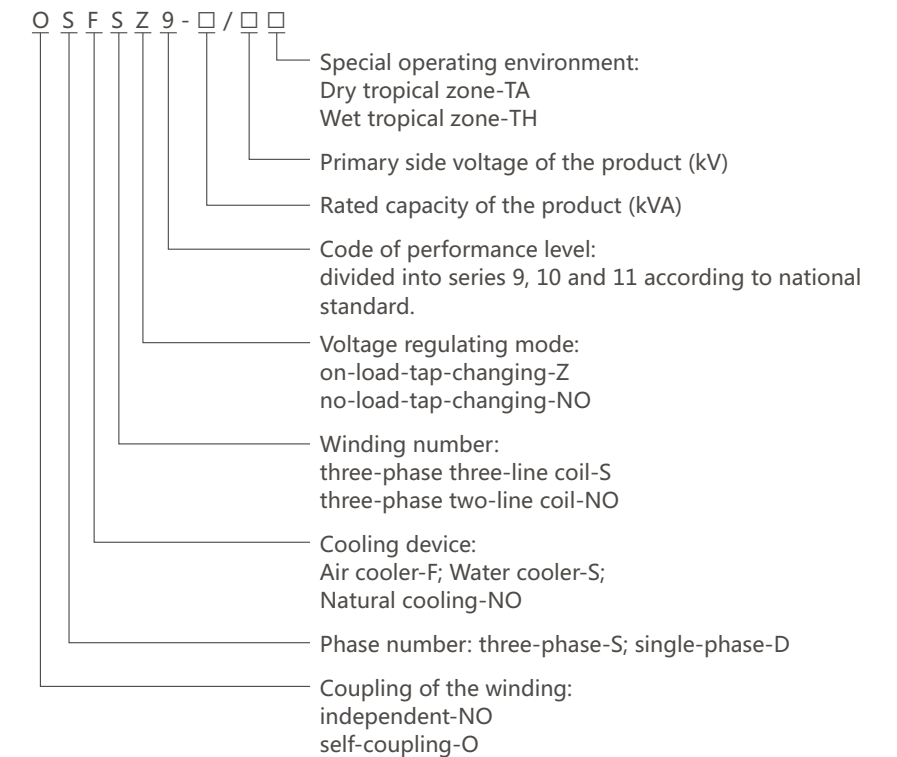 O S F S Z 9 - □ / □ □
Special operating environment:
Dry tropical zone-TA
Wet tropical zone-TH
Primary side voltage of the product (kV)
Rated capacity of the product (kVA)
Code of performance level:
divided into series 9, 10 and 11 according to national
standard.
Voltage regulating mode:
on-load-tap-changing-Z
no-load-tap-changing-NO
Winding number:
three-phase three-line coil-S
three-phase two-line coil-NO
Cooling device:
Air cooler-F; Water cooler-S;
Natural cooling-NO
Phase number: three-phase-S; single-phase-D
Coupling of the winding:
independent-NO
self-coupling-O